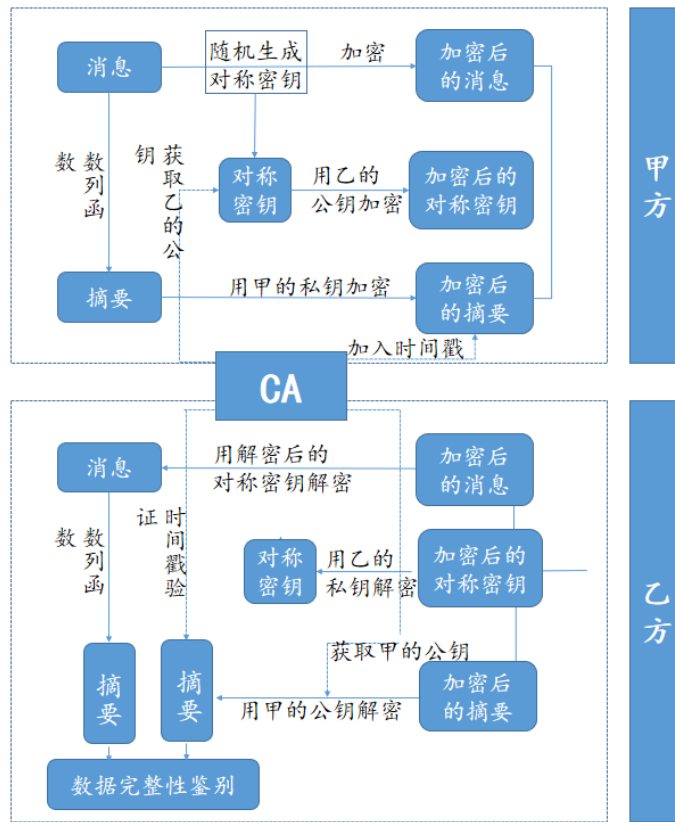 消息
随机生成
对称密钥
加密
加密后
的消息
数列函
数
获取乙的公
钥
对称
密钥
用乙的
公钥加密
加密后的
对称密钥
摘要
用甲的私钥加密
加密后
的摘要
加入时间戳
甲方
CA
消息
用解密后的
对称密钥解密
加密后
的消息
数列函
数
时间戳验
证
对称
密钥
用乙的
私钥解密
加密后的
对称密钥
获取甲的公钥
摘要
摘要
用甲的公钥解密
加密后
的摘要
数据完整性鉴别
乙方